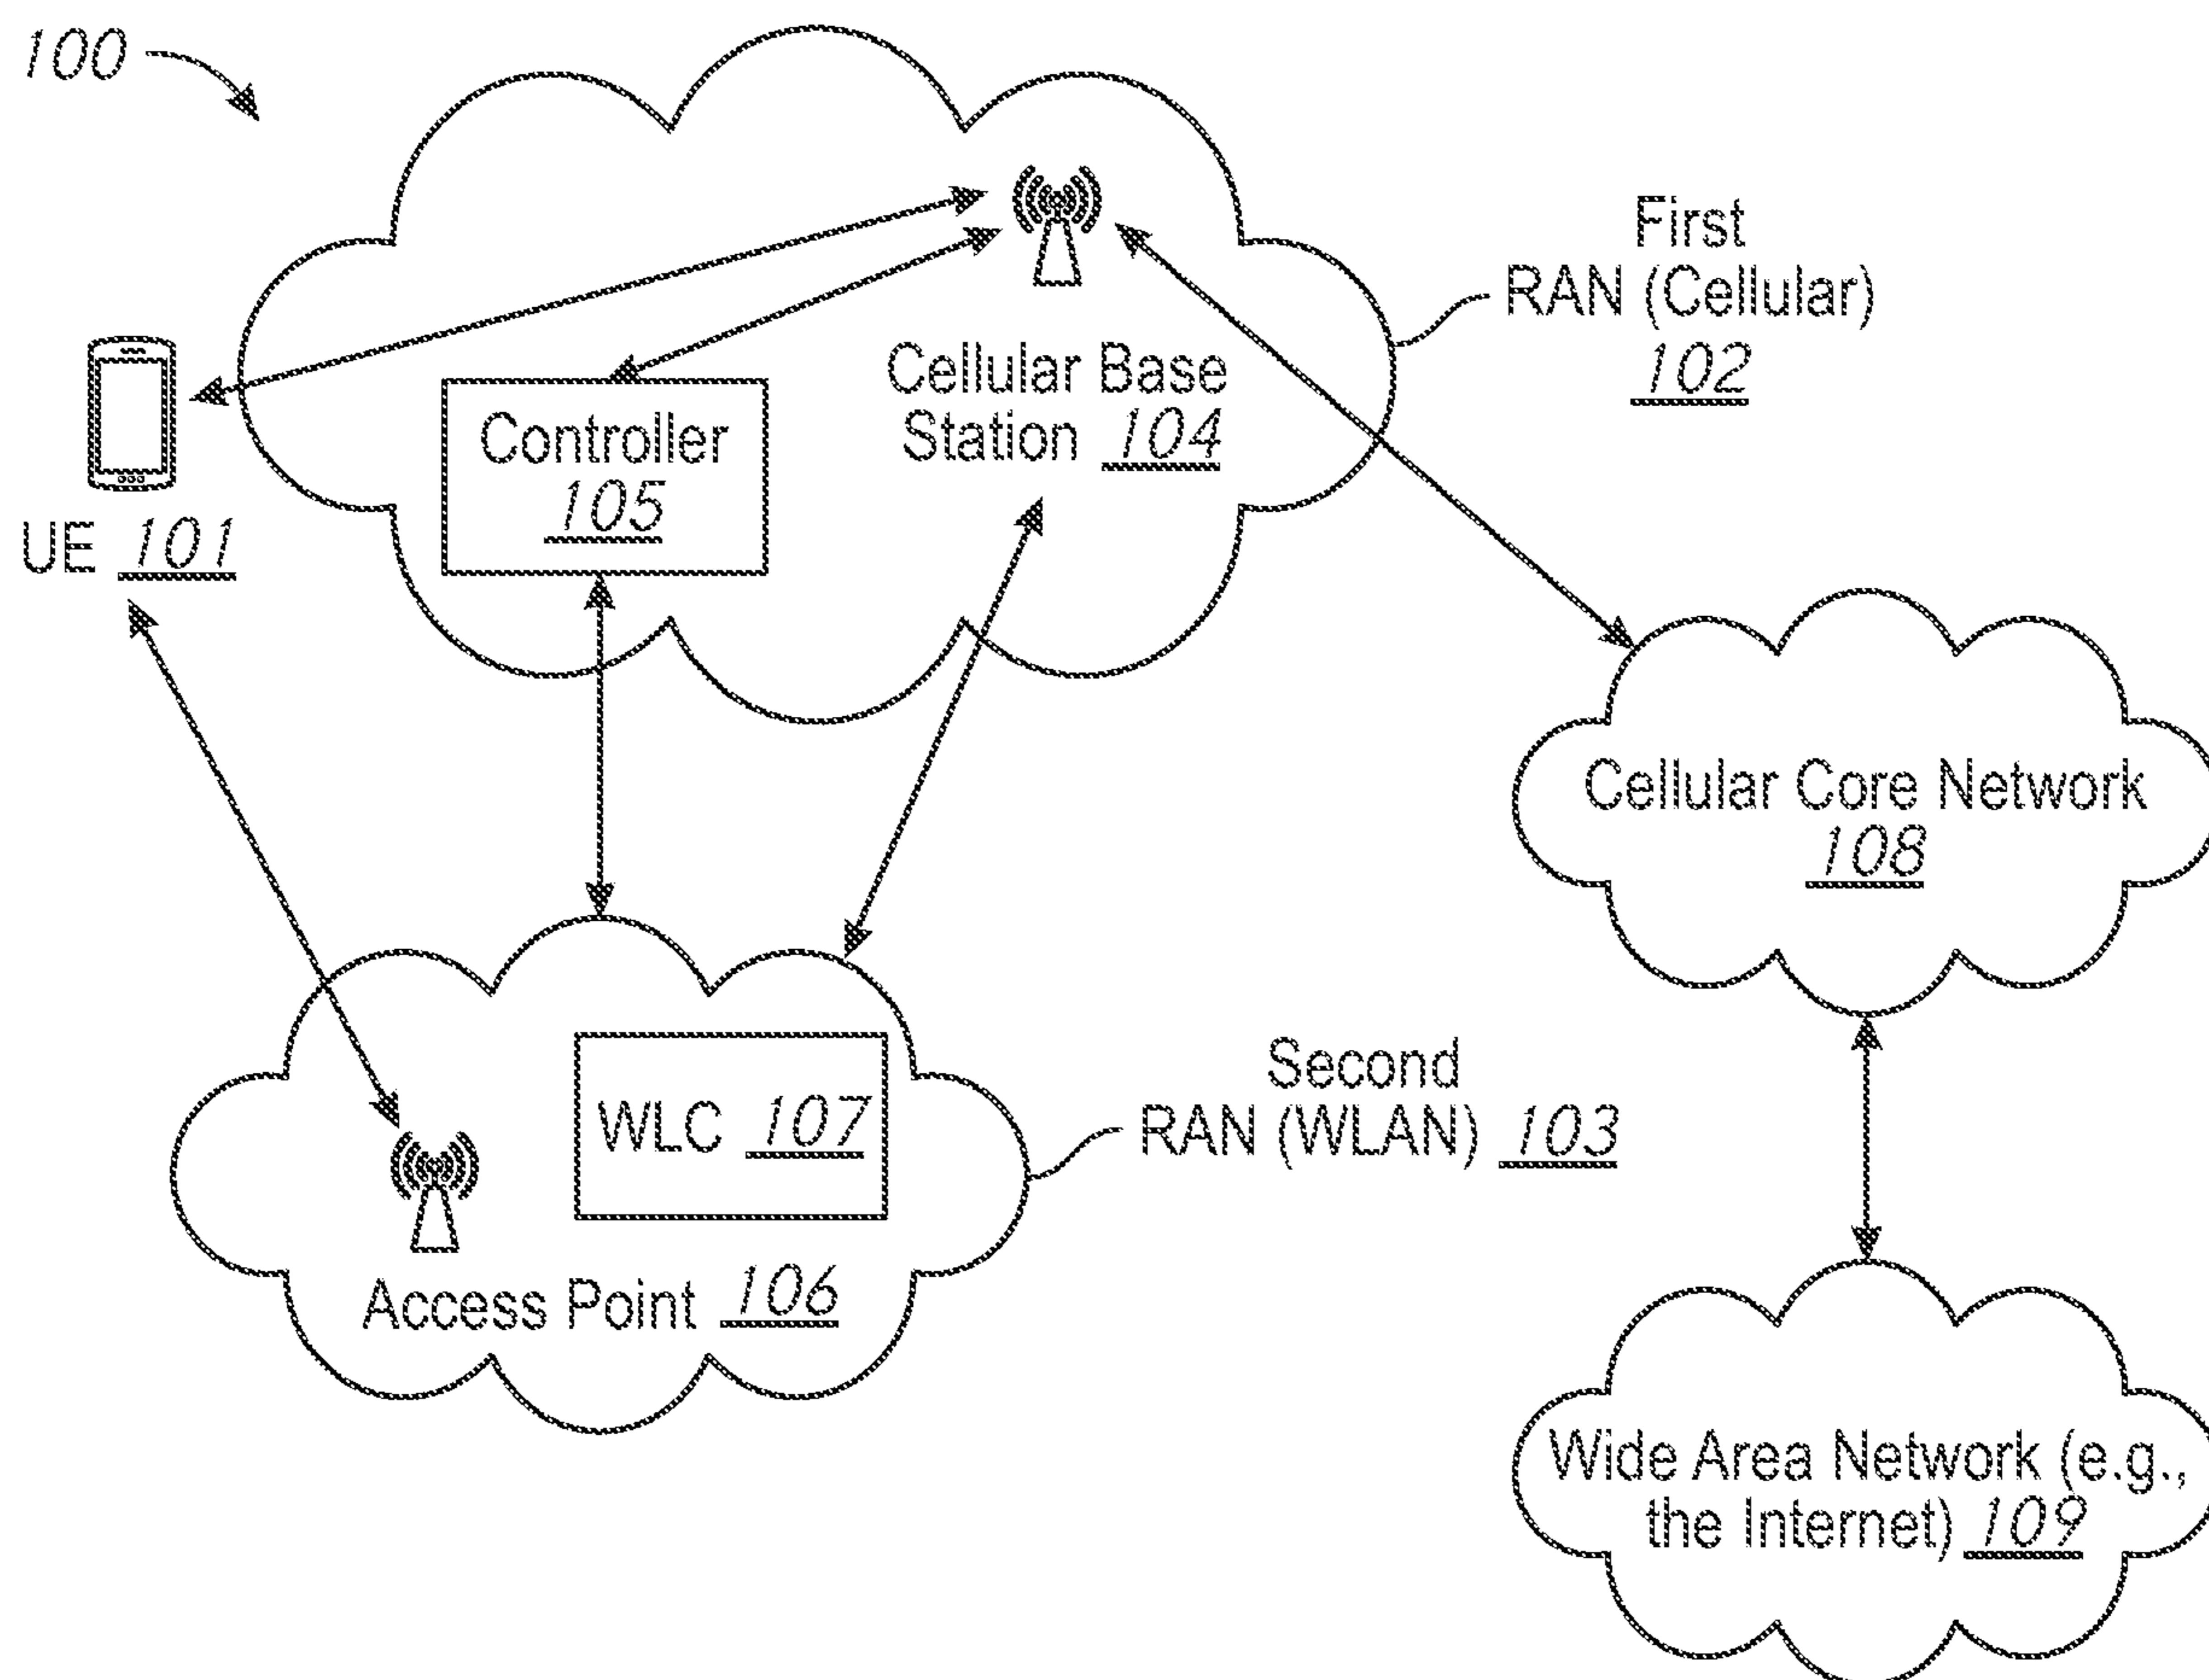 100
First
RAN (Cellular)
102
Cellular Base
Station 104
Controller
105
UE 101
Cellular Core Network
108
Second
RAN (WLAN) 103
WLC 107
Access Point 106
Wide Area Network (e.g.,
the Internet) 109